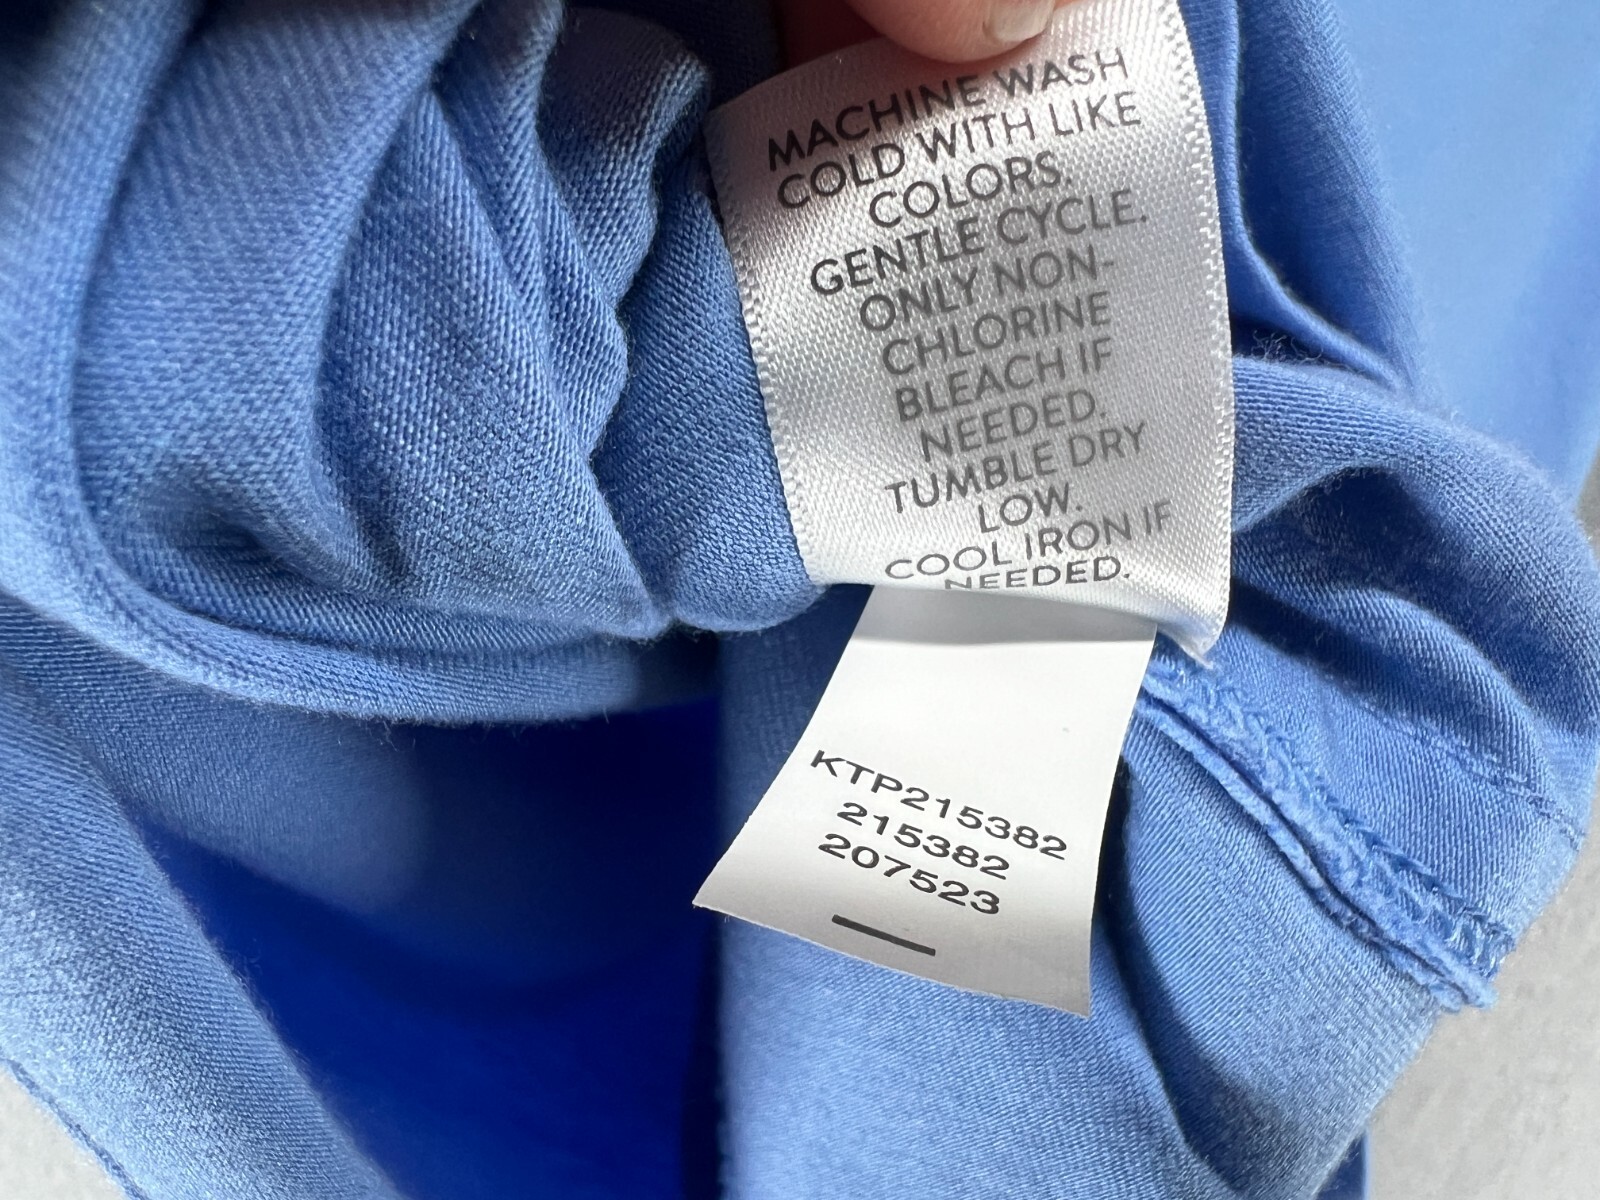 MACHINE WASH
COLD WITH LIKE
COLORS.
GENTLE CYCLE.
ONLY NON-
CHLORINE
BLEACH IF
NEEDED.
TUMBLE DRY
LOW.
COOL IRON IF
NEEDED.
KTP215382
215382
207523